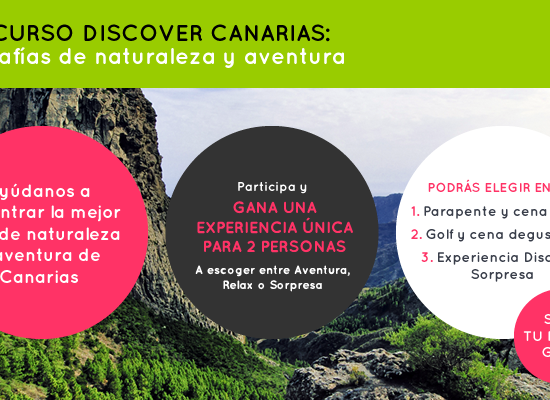 CURSO DISCOVER CANARIAS:
afías de naturaleza y aventura
yúdanos a
ntrar la mejor
de naturaleza
aventura de
Canarias
Participa y
GANA UNA
EXPERIENCIA ÚNICA
PARA 2 PERSONAS
A escoger entre Aventura,
Relax o Sorpresa
PODRÁS ELEGIR EN
1. Parapente y cena
2. Golf y cena degus
3. Experiencia Disc
Sorpresa
S
TU
G